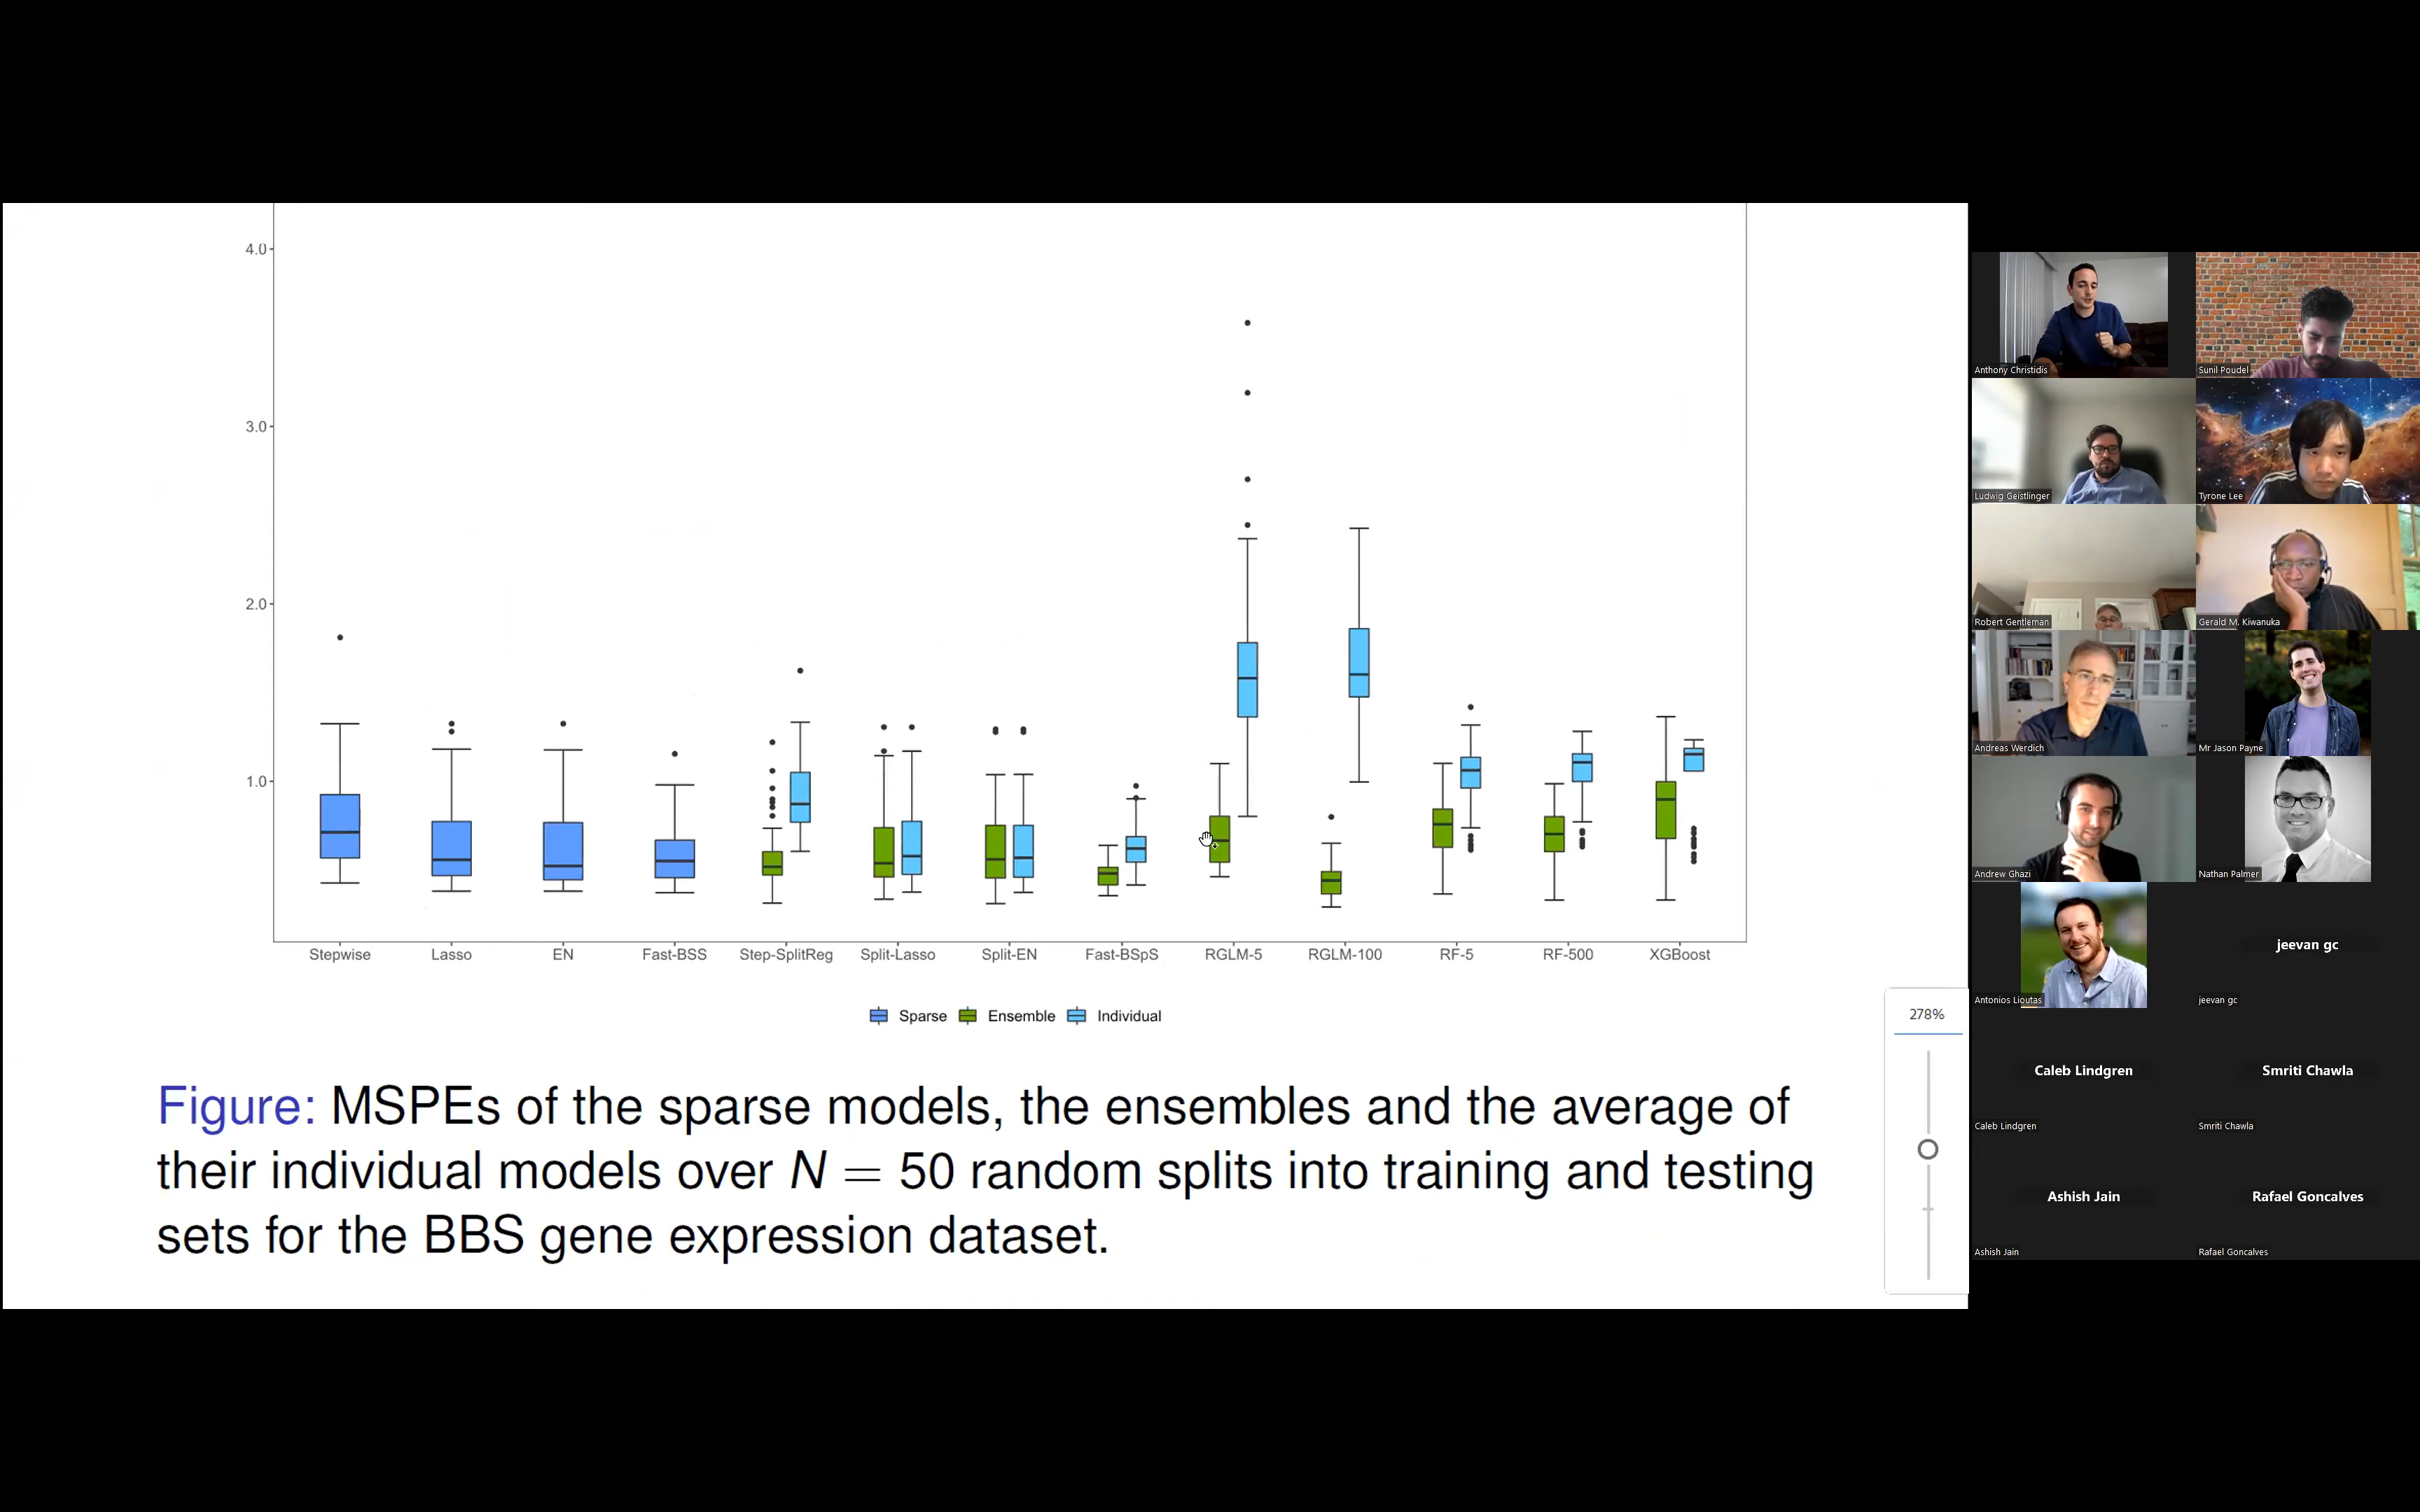 4.0
3.0
2.0
1.0
Stepwise Lasso EN Fast-BSS Step-SplitReg Split-Lasso Split-EN Fast-BSpS RGLM-5 RGLM-100 RF-5 RF-500 XGBoost
Sparse Ensemble Individual
Figure: MSPEs of the sparse models, the ensembles and the average of
their individual models over N = 50 random splits into training and testing
sets for the BBS gene expression dataset.
278%
Anthony Christidis
Sunil Poudel
Ludwig Geistlinger
Tyrone Lee
Robert Gentleman
Gerald M. Kiwanuka
Andreas Werdich
Mr Jason Payne
Andrew Ghazi
Nathan Palmer
Antonios Lioutas
jeevan gc
jeevan gc
Caleb Lindgren
Caleb Lindgren
Smriti Chawla
Smriti Chawla
Ashish Jain
Ashish Jain
Rafael Goncalves
Rafael Goncalves